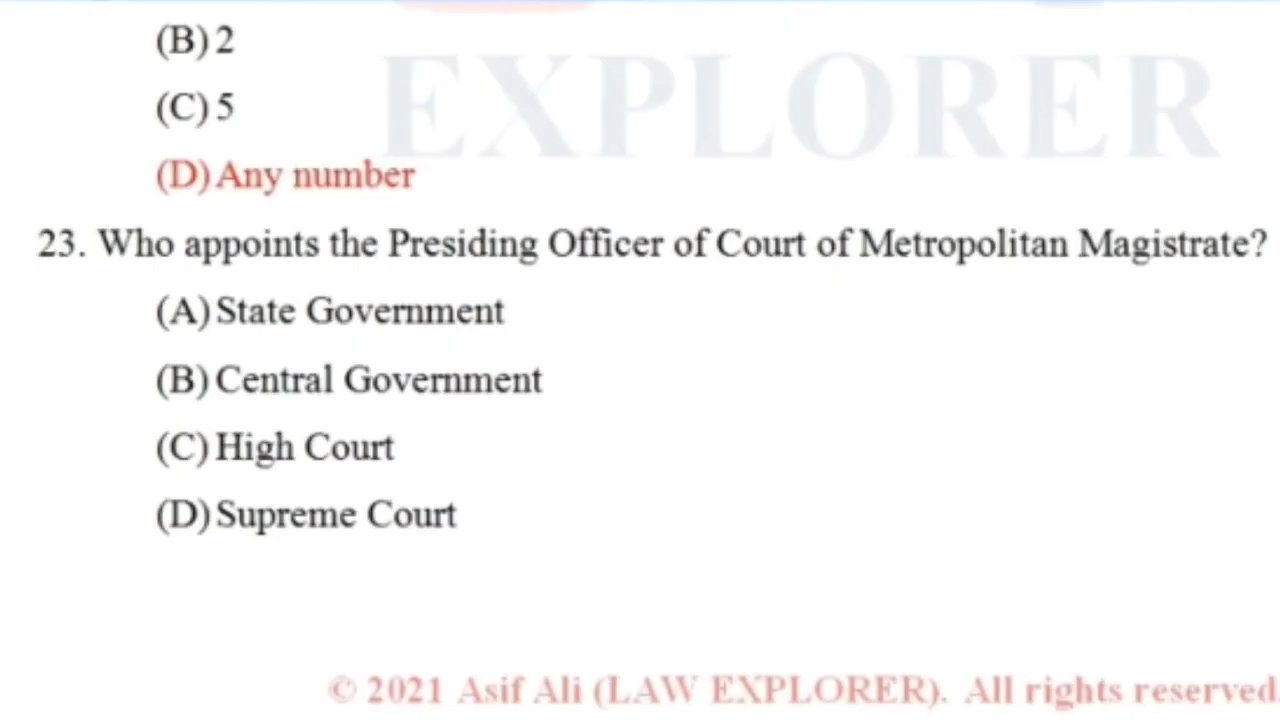 (B) 2
EXPLORER
(C) 5
(D) Any number
23. Who appoints the Presiding Officer of Court of Metropolitan Magistrate?
(A) State Government
(B) Central Government
(C) High Court
(D) Supreme Court
© 2021 Asif Ali (LAW EXPLORER). All rights reserved